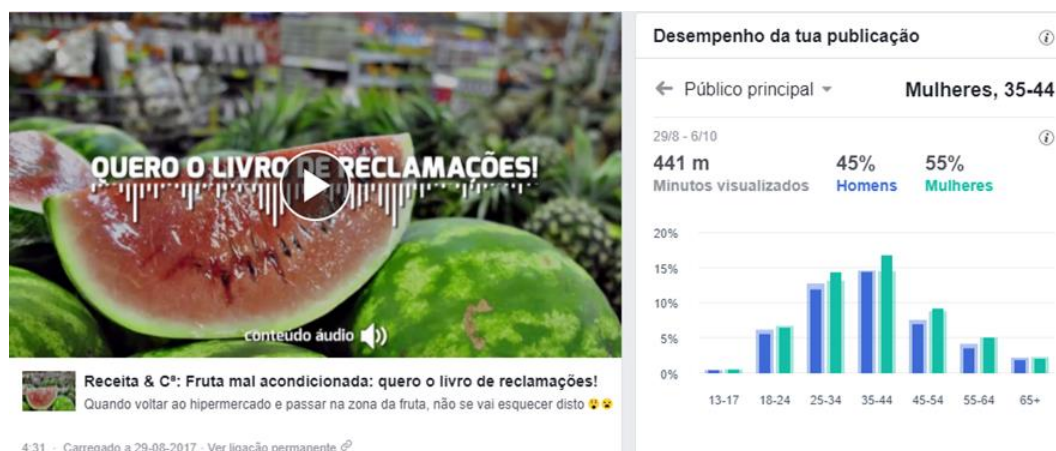 QUERO O LIVRO DE RECLAMAÇÕES!
conteúdo áudio
Receita & Cª: Fruta mal acondicionada: quero o livro de reclamações!
Quando voltar ao hipermercado e passar na zona da fruta, não se vai esquecer disto
4:31 · Carregado a 29-08-2017 · Ver ligação permanente
Desempenho da tua publicação
Público principal
Mulheres, 35-44
29/8 - 6/10
441 m 45% 55%
Minutos visualizados Homens Mulheres
20%
15%
10%
5%
0%
13-17 18-24 25-34 35-44 45-54 55-64 65+